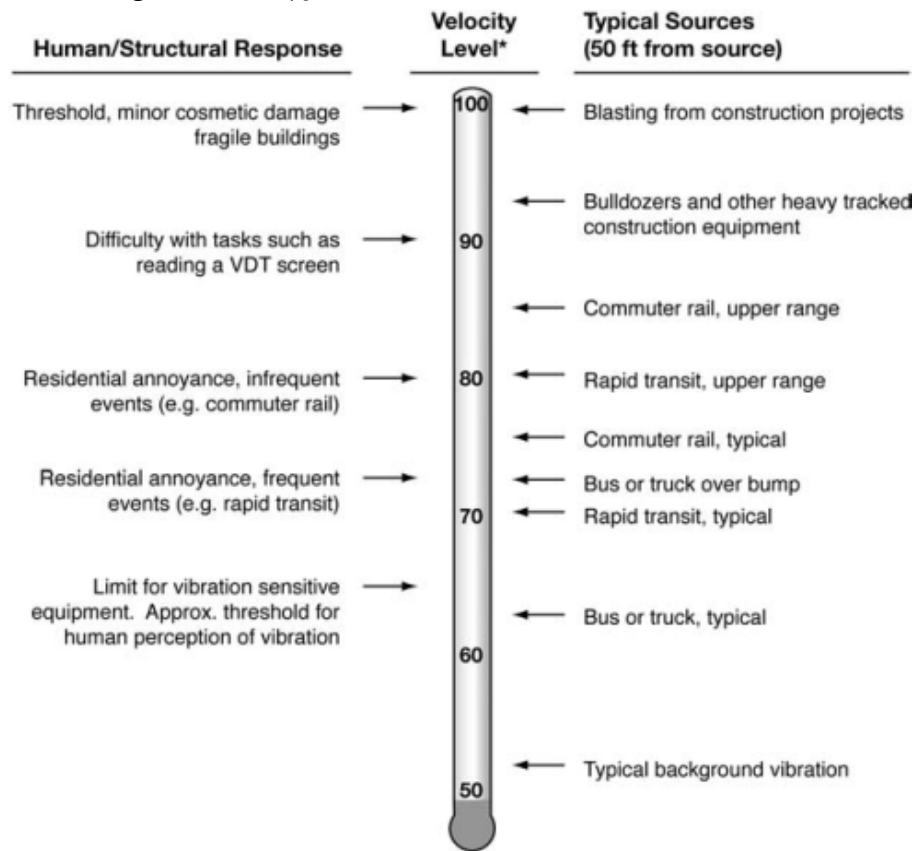 Human/Structural Response
Velocity
Level*
Typical Sources
(50 ft from source)
Threshold, minor cosmetic damage
fragile buildings
100
Blasting from construction projects
Bulldozers and other heavy tracked
construction equipment
Difficulty with tasks such as
reading a VDT screen
90
Commuter rail, upper range
Residential annoyance, infrequent
events (e.g. commuter rail)
80
Rapid transit, upper range
Commuter rail, typical
Residential annoyance, frequent
events (e.g. rapid transit)
Bus or truck over bump
70
Rapid transit, typical
Limit for vibration sensitive
equipment. Approx. threshold for
human perception of vibration
Bus or truck, typical
60
Typical background vibration
50